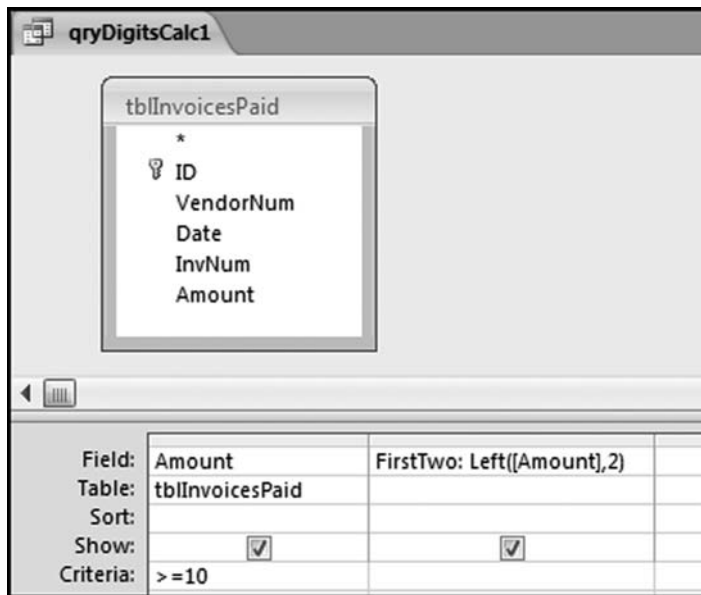 qryDigitsCalc1
tblInvoicesPaid
*
ID
VendorNum
Date
InvNum
Amount
Field: Amount FirstTwo: Left([Amount],2)
Table: tblInvoicesPaid
Sort:
Show:
Criteria: >=10